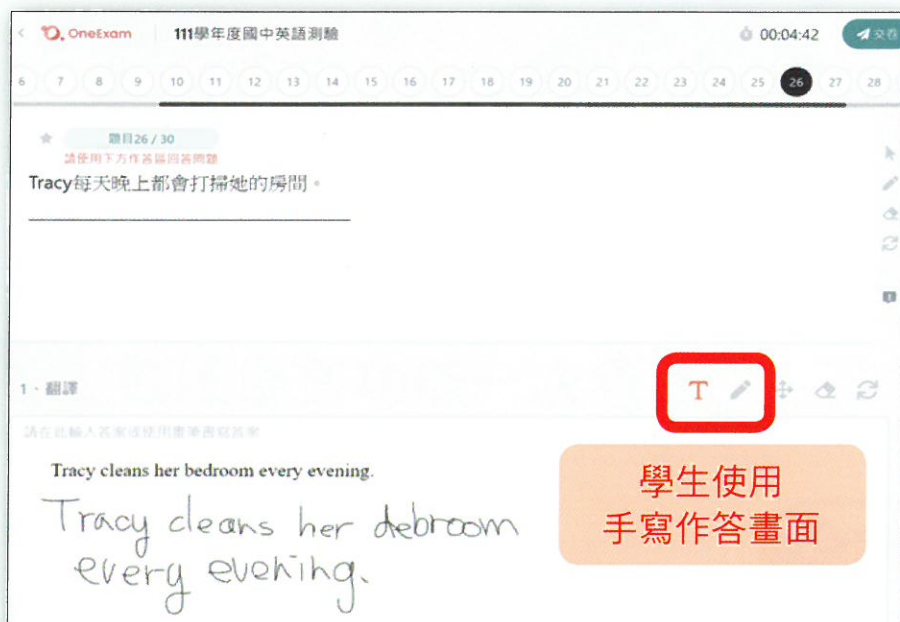 OneExam 111學年度國中英語測驗 00:04:42 交卷
6 7 8 9 10 11 12 13 14 15 16 17 18 19 20 21 22 23 24 25 26 27 28
題目26 / 30
請使用下方作答區回答問題
Tracy每天晚上都會打掃她的房間。
1、翻譯
T
請在此輸入答案或使用畫筆書寫答案
Tracy cleans her bedroom every evening.
Tracy cleans her debroom
every evening.
學生使用
手寫作答畫面